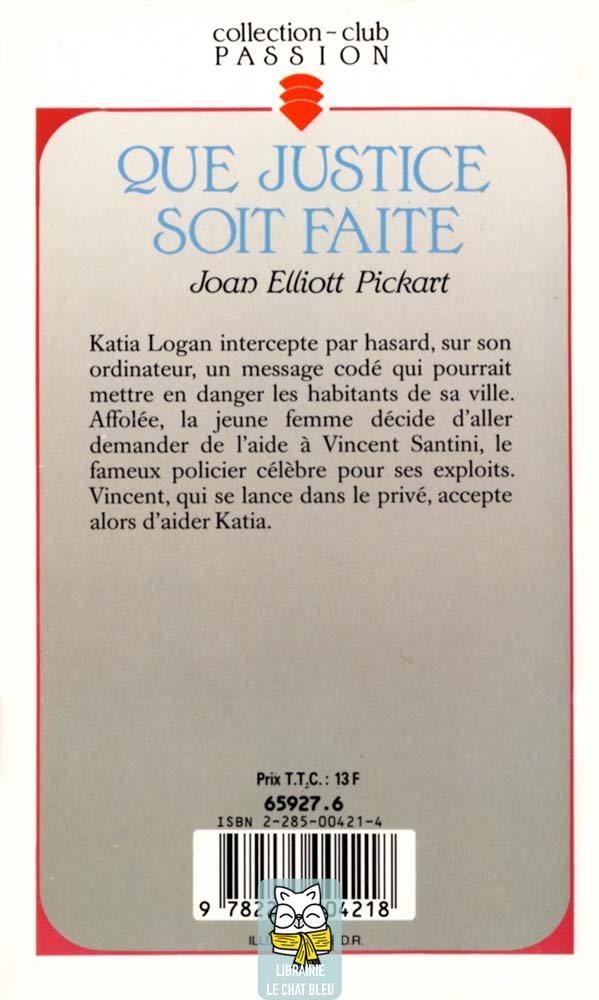 collection-club
PASSION
QUE JUSTICE
SOIT FAITE
Joan Elliott Pickart
Katia Logan intercepte par hasard, sur son
ordinateur, un message codé qui pourrait
mettre en danger les habitants de sa ville.
Affolée, la jeune femme décide d'aller
demander de l'aide à Vincent Santini, le
fameux policier célèbre pour ses exploits.
Vincent, qui se lance dans le privé, accepte
alors d'aider Katia.
Prix T.T.C.: 13 F
65927.6
ISBN 2-285-00421-4
9
04218
D.R.
LIBRAIRIE
LE CHAT BLEU